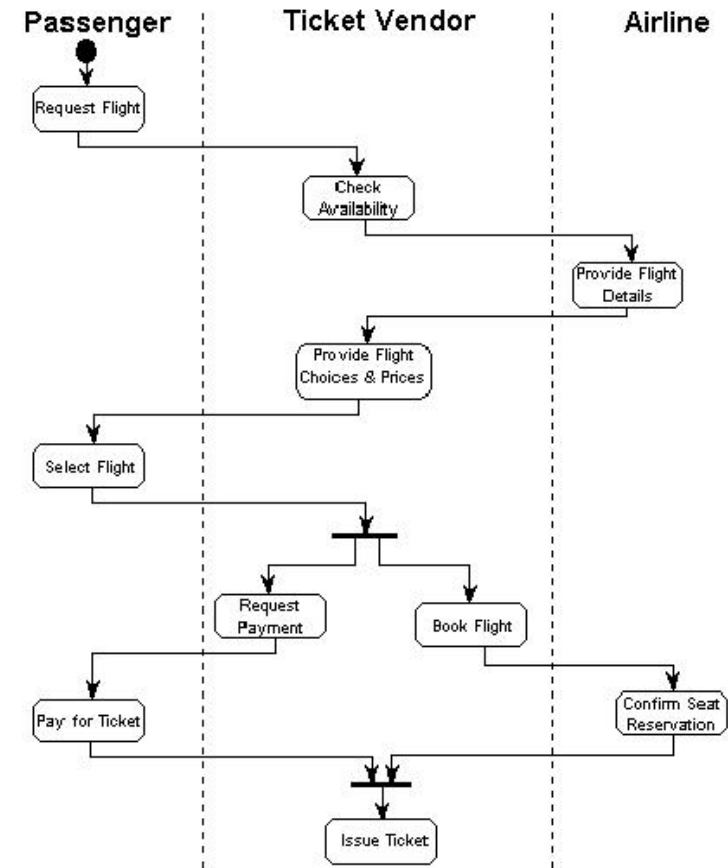 Passenger
Ticket Vendor
Airline
Request Flight
Check
Availability
Provide Flight
Details
Provide Flight
Choices & Prices
Select Flight
Request
Payment
Book Flight
Pay for Ticket
Confirm Seat
Reservation
Issue Ticket